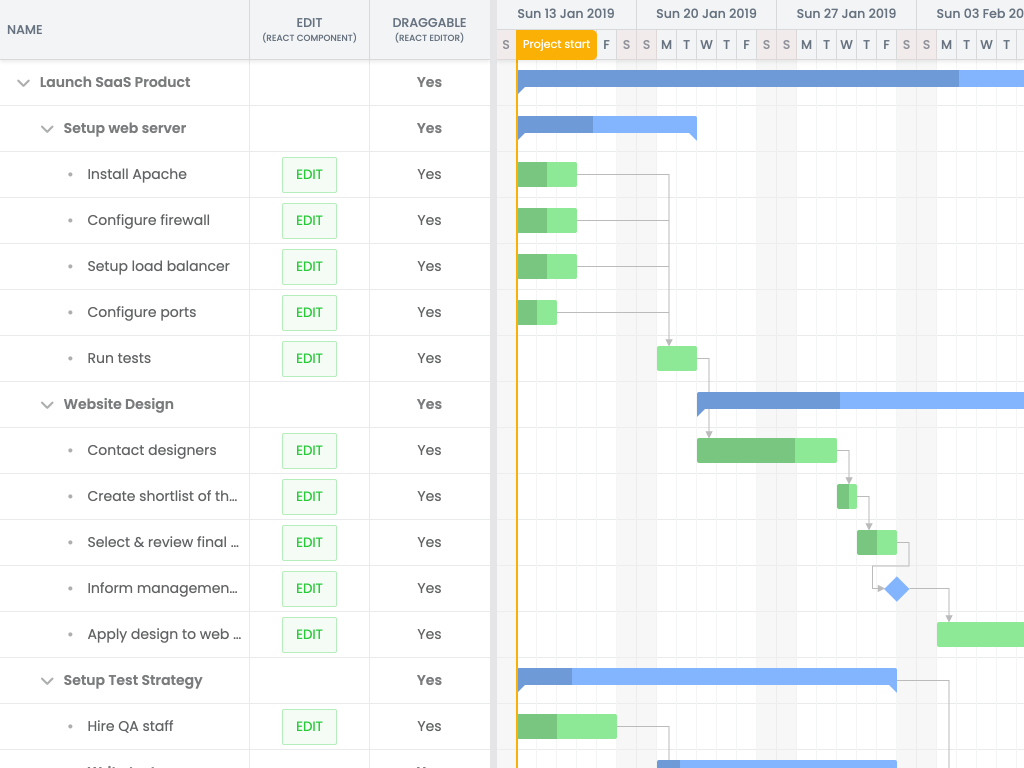 NAME
EDIT
(REACT COMPONENT)
DRAGGABLE
(REACT EDITOR)
Sun 13 Jan 2019 Sun 20 Jan 2019 Sun 27 Jan 2019 Sun 03 Feb 20
S Project start F S S M T W T F S S M T W T F S S M T W T
Launch SaaS Product Yes
Setup web server Yes
Install Apache EDIT Yes
Configure firewall EDIT Yes
Setup load balancer EDIT Yes
Configure ports EDIT Yes
Run tests EDIT Yes
Website Design Yes
Contact designers EDIT Yes
Create shortlist of th... EDIT Yes
Select & review final ... EDIT Yes
Inform managemen... EDIT Yes
Apply design to web ... EDIT Yes
Setup Test Strategy Yes
Hire QA staff EDIT Yes